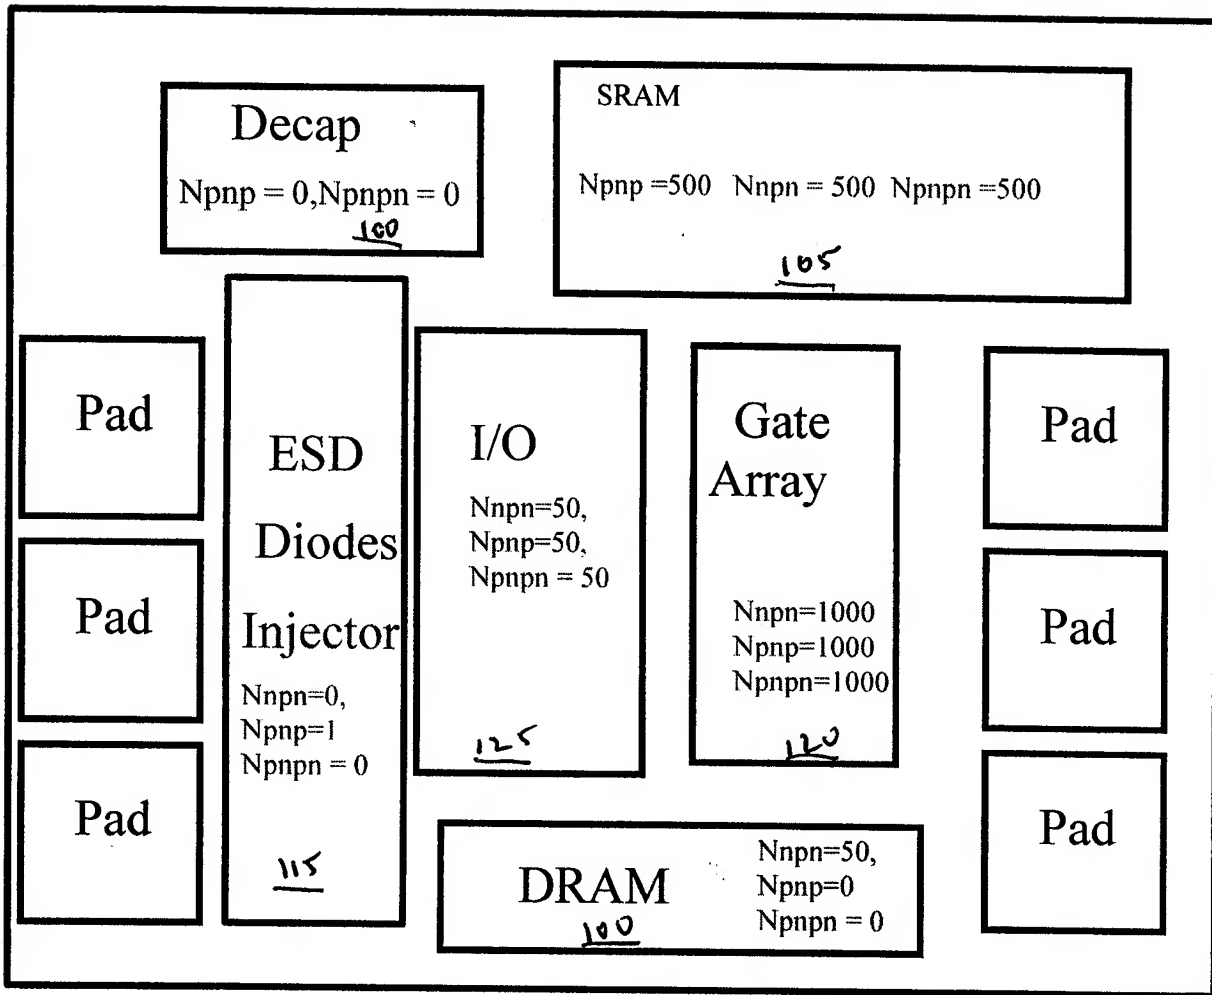 Decap
Npnp = 0,Npnpn = 0
100
SRAM
Npnp =500 Nnpn = 500 Npnpn =500
105
Pad
Pad
Pad
ESD
Diodes
Injector
Nnpn=0,
Npnp=1
Npnpn = 0
115
I/O
Nnpn=50,
Npnp=50,
Npnpn = 50
125
Gate
Array
Nnpn=1000
Npnp=1000
Npnpn=1000
120
Pad
Pad
Pad
DRAM
100
Nnpn=50,
Npnp=0
Npnpn = 0